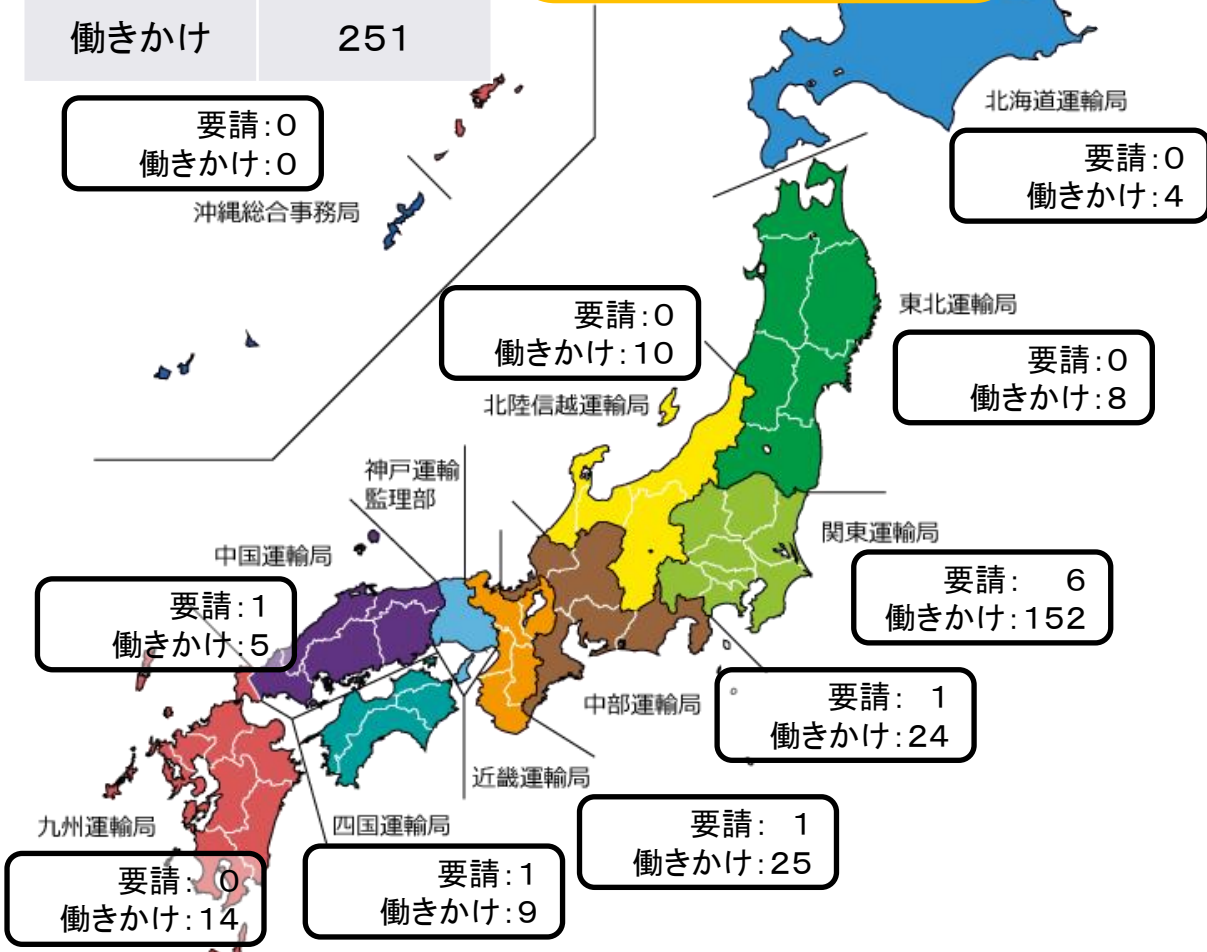 働きかけ 251
要請:0
働きかけ:0
沖縄総合事務局
北海道運輸局
要請:0
働きかけ:4
要請:0
働きかけ:10
北陸信越運輸局
東北運輸局
要請:0
働きかけ:8
神戸運輸
監理部
中国運輸局
要請:1
働きかけ:5
関東運輸局
要請: 6
働きかけ:152
中部運輸局
要請: 1
働きかけ:24
近畿運輸局
要請: 1
働きかけ:25
四国運輸局
要請:1
働きかけ:9
九州運輸局
要請: 0
働きかけ:14